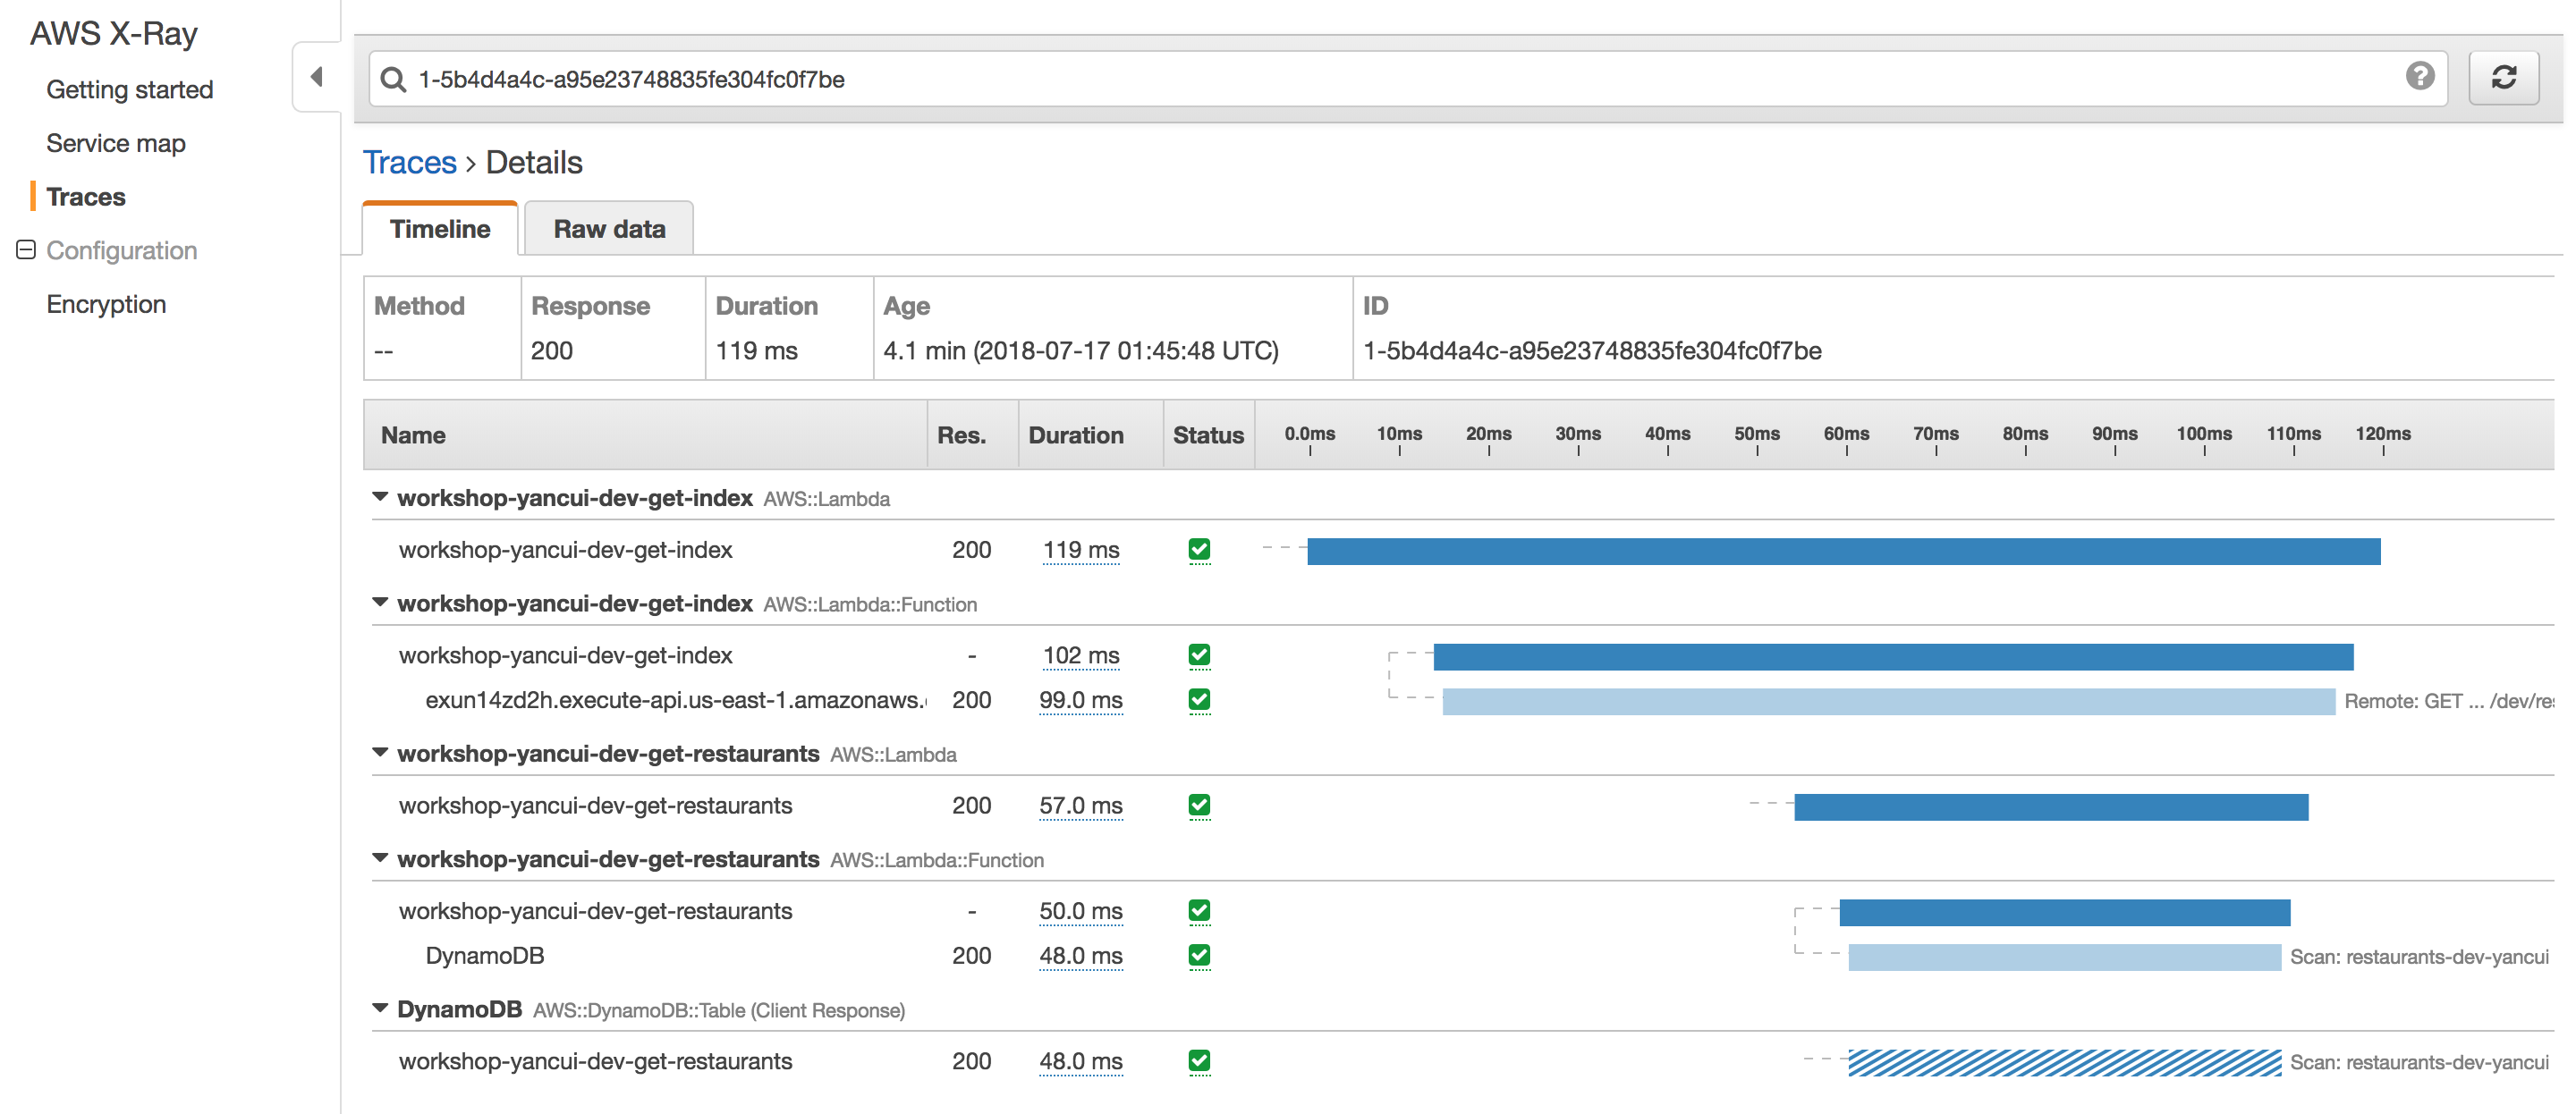 AWS X-Ray
Getting started
Service map
Traces
Configuration
Encryption
1-5b4d4a4c-a95e23748835fe304fc0f7be
Traces > Details
Timeline Raw data
Method Response Duration Age ID
-- 200 119 ms 4.1 min (2018-07-17 01:45:48 UTC) 1-5b4d4a4c-a95e23748835fe304fc0f7be
Name Res. Duration Status 0.0ms 10ms 20ms 30ms 40ms 50ms 60ms 70ms 80ms 90ms 100ms 110ms 120ms
workshop-yancui-dev-get-index AWS::Lambda
workshop-yancui-dev-get-index 200 119 ms
workshop-yancui-dev-get-index AWS::Lambda::Function
workshop-yancui-dev-get-index - 102 ms
exun14zd2h.execute-api.us-east-1.amazonaws. 200 99.0 ms Remote: GET ... /dev/res
workshop-yancui-dev-get-restaurants AWS::Lambda
workshop-yancui-dev-get-restaurants 200 57.0 ms
workshop-yancui-dev-get-restaurants AWS::Lambda::Function
workshop-yancui-dev-get-restaurants - 50.0 ms
DynamoDB 200 48.0 ms Scan: restaurants-dev-yancui
DynamoDB AWS::DynamoDB::Table (Client Response)
workshop-yancui-dev-get-restaurants 200 48.0 ms Scan: restaurants-dev-yancui